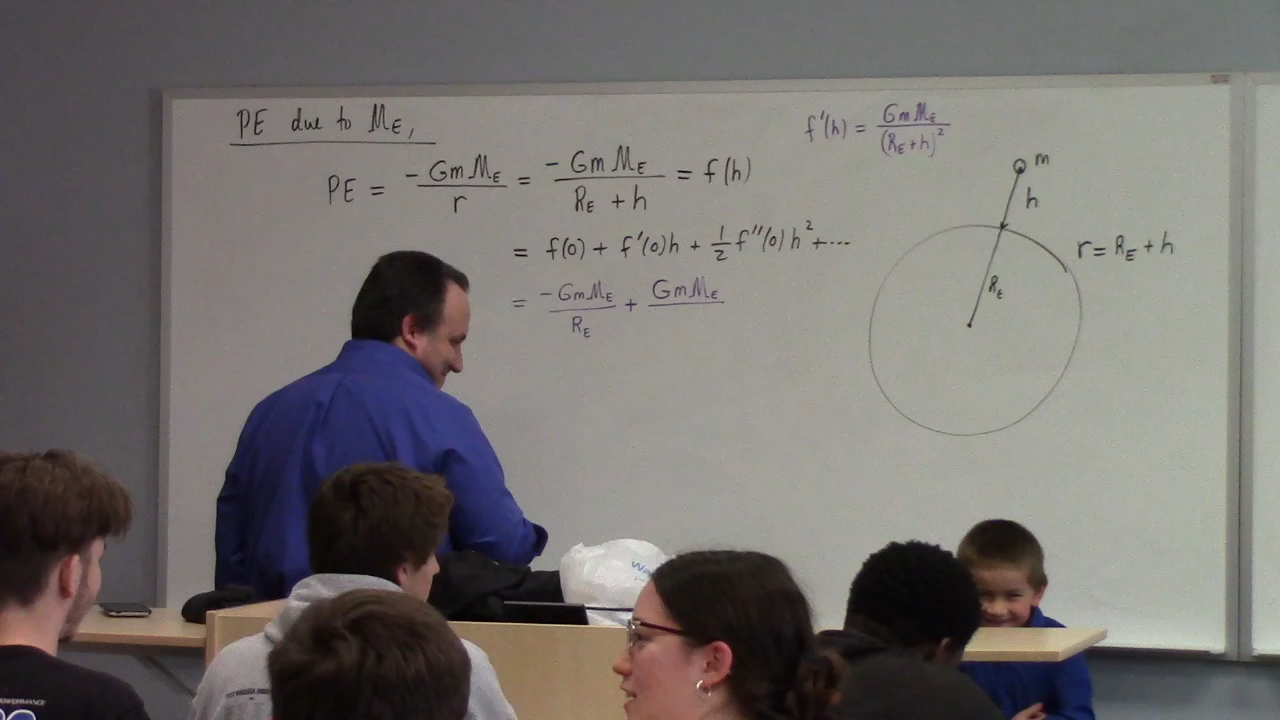 PE due to M_E,
f'(h) = GmM_E / (R_E + h)^2
PE = -GmM_E / r = -GmM_E / (R_E + h) = f(h)
= f(0) + f'(0)h + 1/2 f''(0)h^2 + ...
= -GmM_E / R_E + GmM_E /
m
h
r = R_E + h
R_E